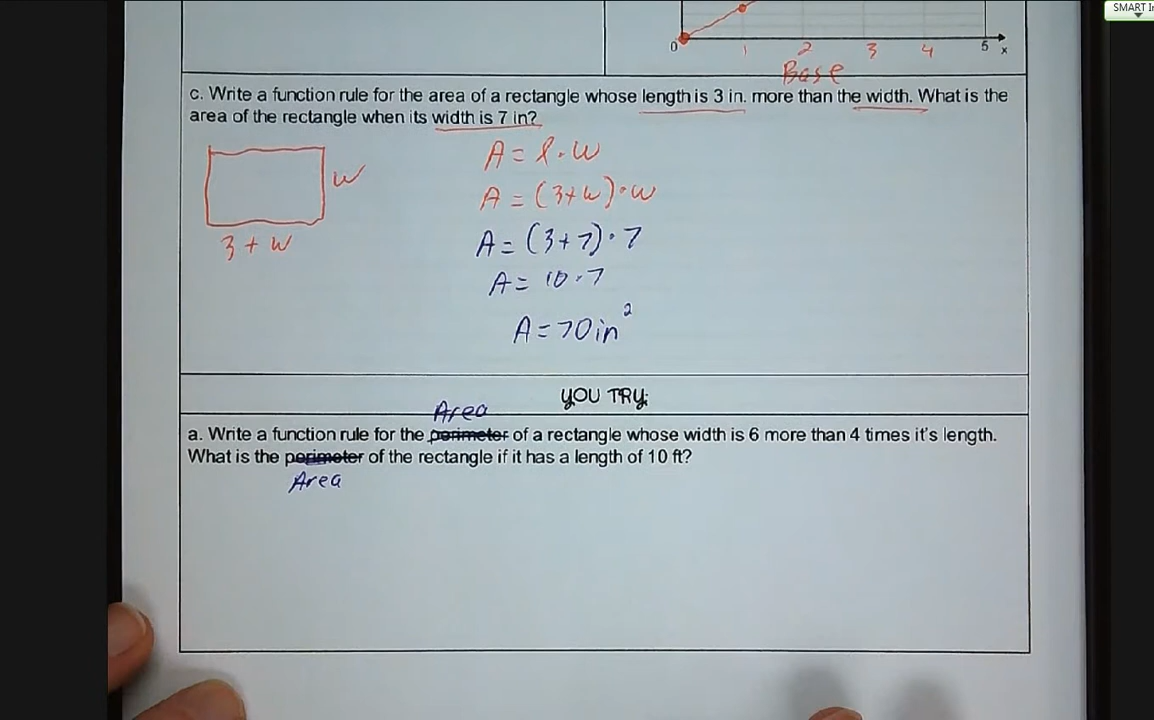 SMART In
0 1 2 3 4 5 x
Base
c. Write a function rule for the area of a rectangle whose length is 3 in. more than the width. What is the
area of the rectangle when its width is 7 in?
A = l · w
w
A = (3+w) · w
3 + w
A = (3+7) · 7
A = 10 · 7
A = 70 in²
YOU TRY:
Area
a. Write a function rule for the perimeter of a rectangle whose width is 6 more than 4 times it's length.
What is the perimeter of the rectangle if it has a length of 10 ft?
Area